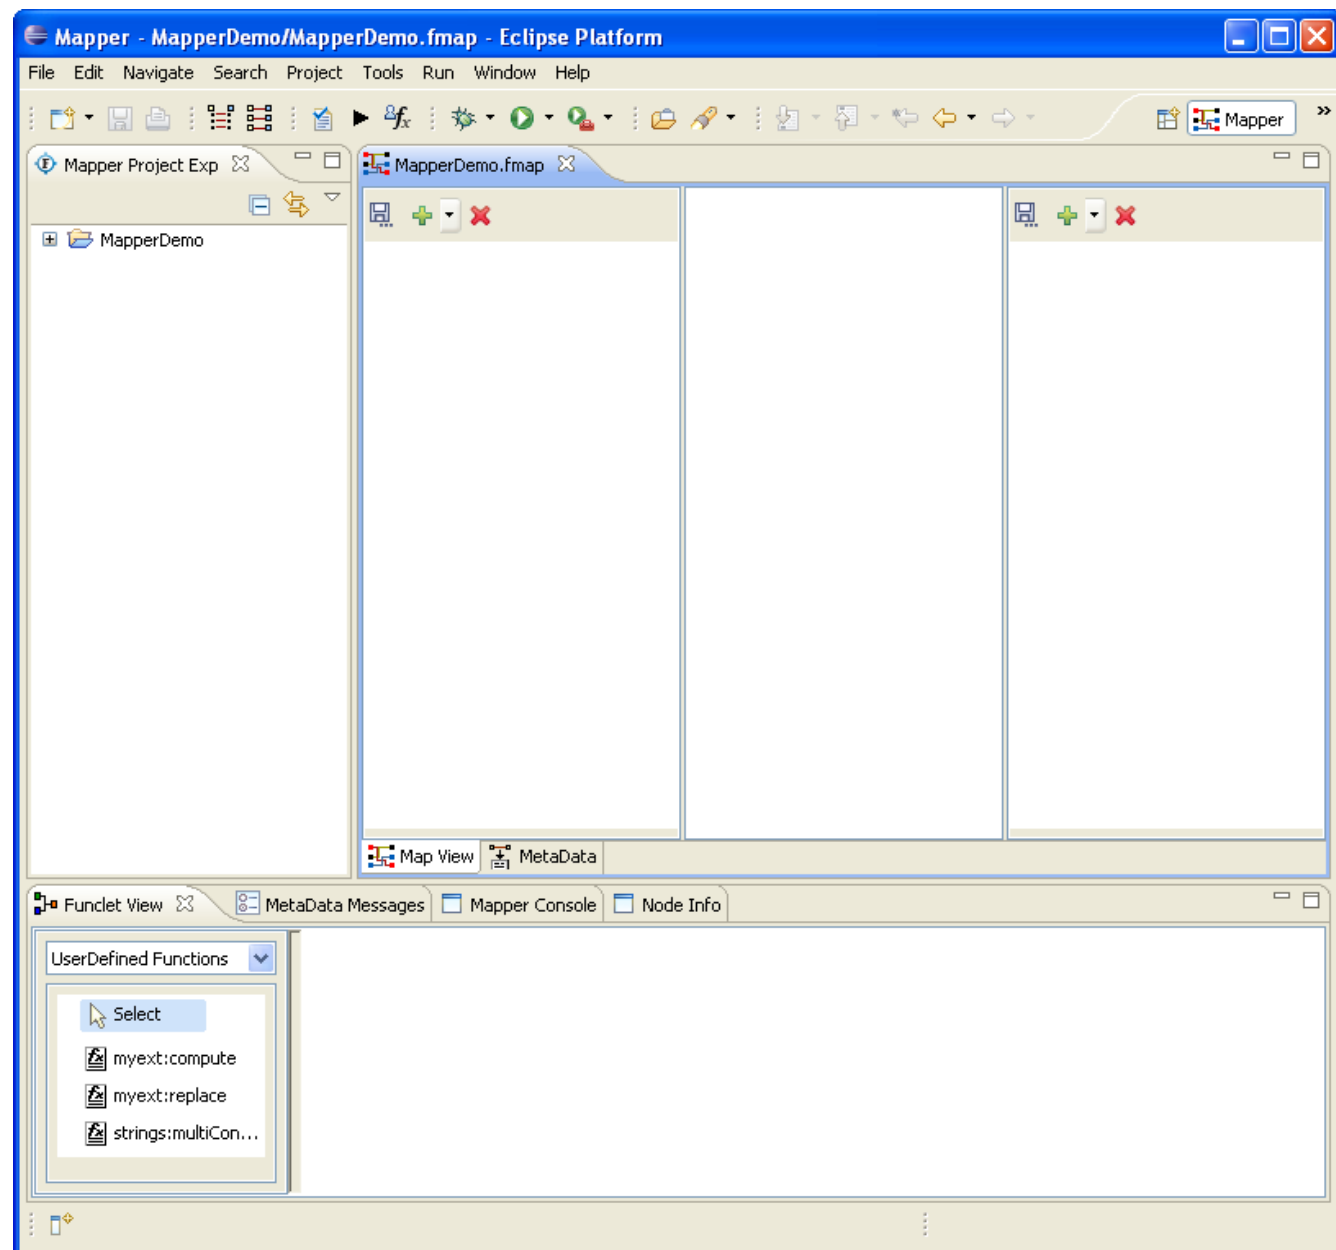 Mapper - MapperDemo/MapperDemo.fmap - Eclipse Platform
File Edit Navigate Search Project Tools Run Window Help
Mapper
Mapper Project Exp
MapperDemo.fmap
MapperDemo
Map View MetaData
Funclet View MetaData Messages Mapper Console Node Info
UserDefined Functions
Select
myext:compute
myext:replace
strings:multiCon...